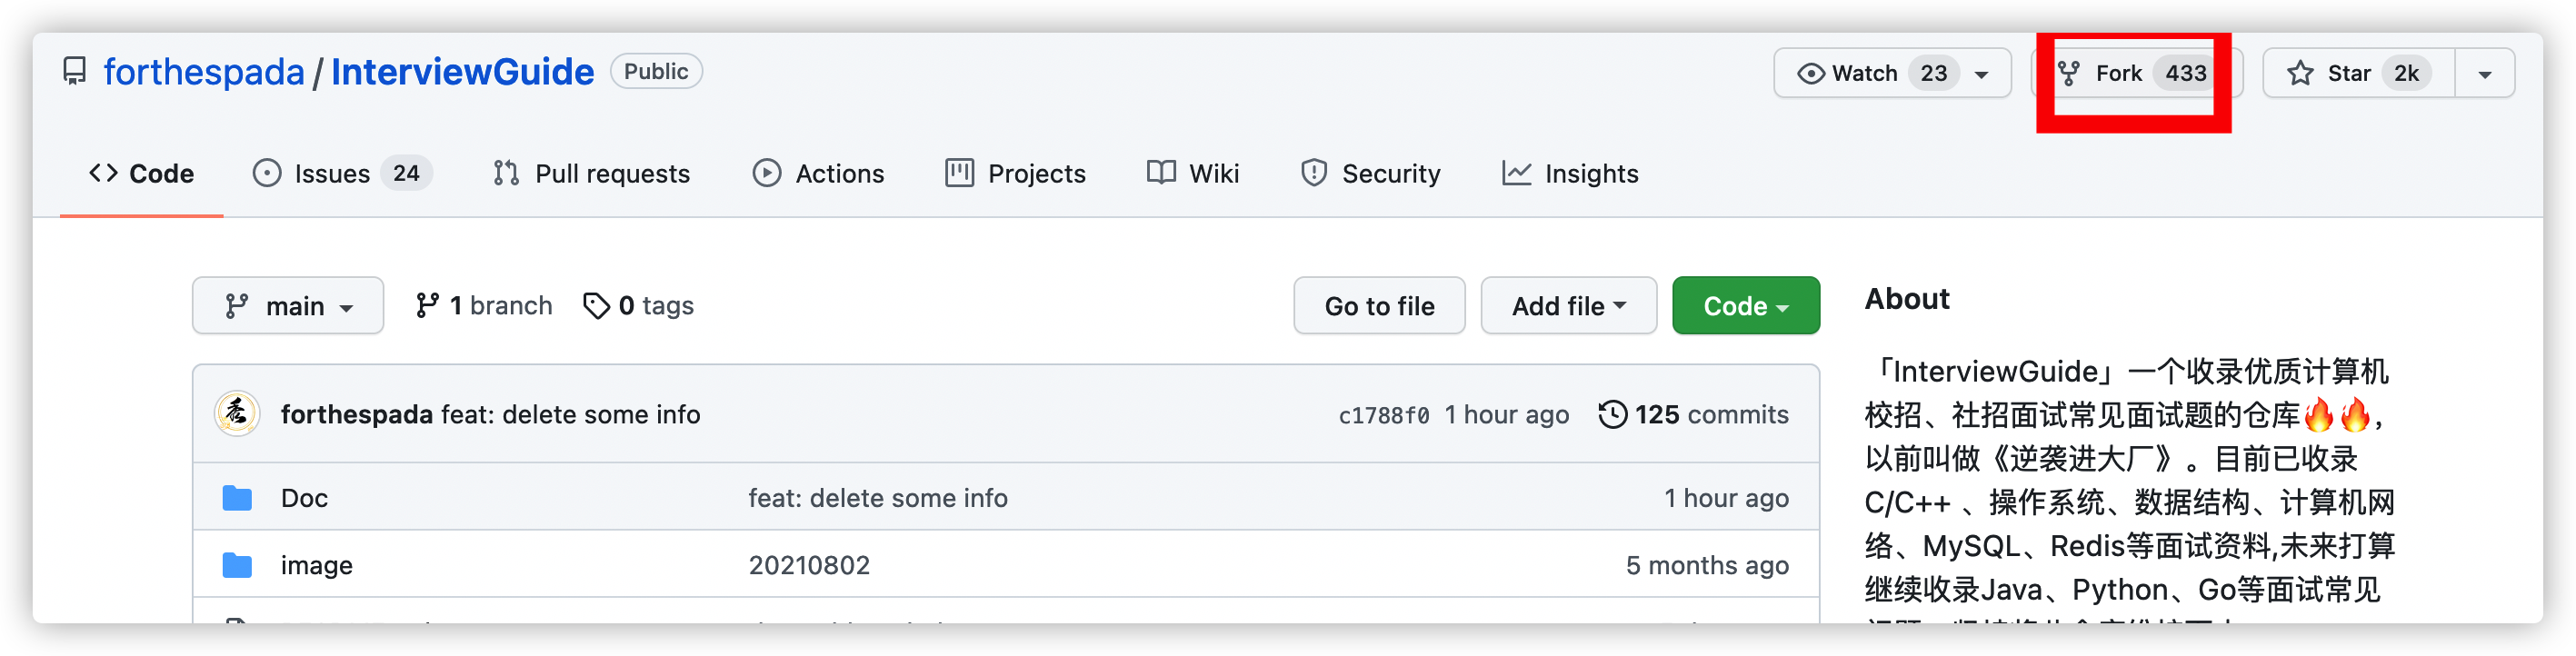 forthespada / InterviewGuide Public Watch 23 Fork 433 Star 2k
Code Issues 24 Pull requests Actions Projects Wiki Security Insights
main 1 branch 0 tags Go to file Add file Code
forthespada feat: delete some info c1788f0 1 hour ago 125 commits
Doc feat: delete some info 1 hour ago
image 20210802 5 months ago
About
「InterviewGuide」一个收录优质计算机
校招、社招面试常见面试题的仓库🔥🔥，
以前叫做《逆袭进大厂》。目前已收录
C/C++ 、操作系统、数据结构、计算机网
络、MySQL、Redis等面试资料,未来打算
继续收录Java、Python、Go等面试常见